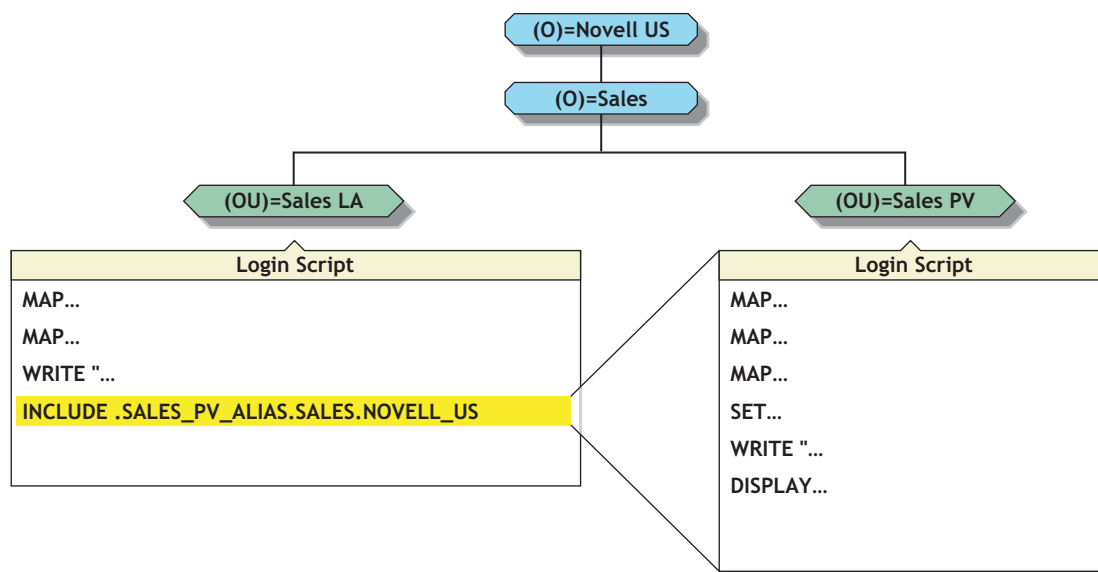 (O)=Novell US
(O)=Sales
(OU)=Sales LA
(OU)=Sales PV
Login Script
MAP…
MAP…
WRITE "…
INCLUDE .SALES_PV_ALIAS.SALES.NOVELL_US
Login Script
MAP…
MAP…
MAP…
SET…
WRITE "…
DISPLAY…